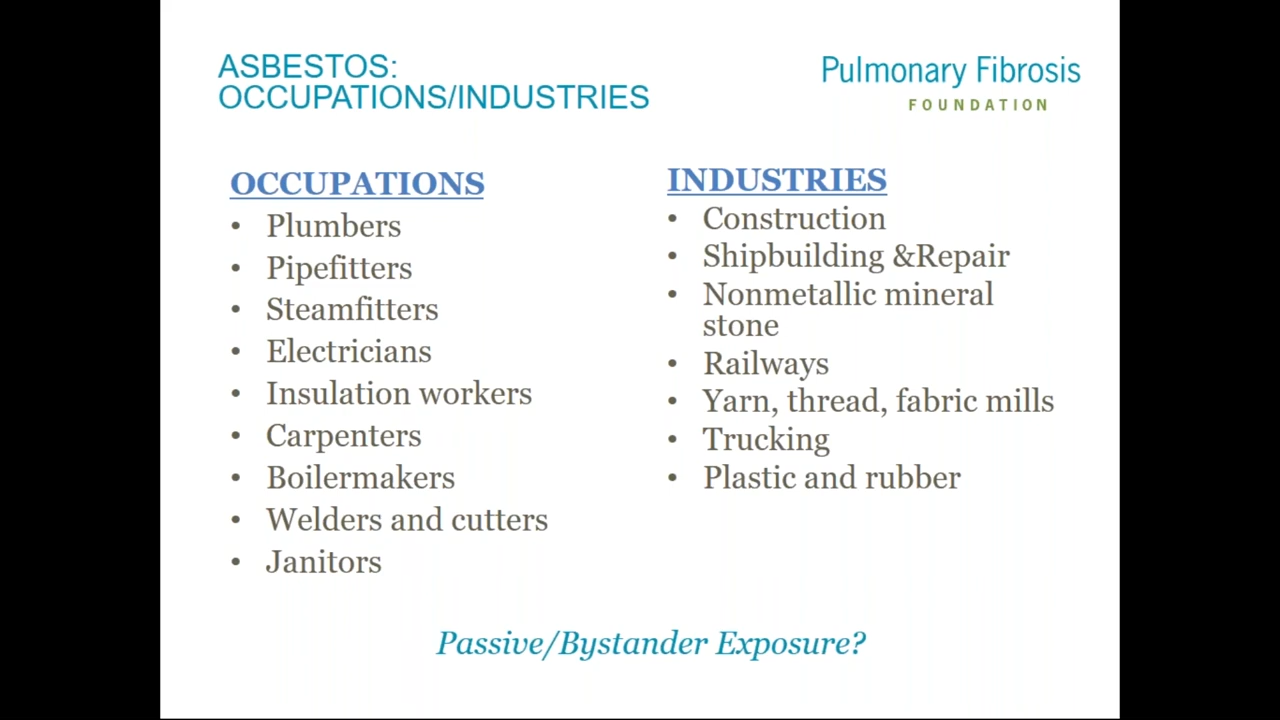 ASBESTOS:
OCCUPATIONS/INDUSTRIES
Pulmonary Fibrosis
FOUNDATION
OCCUPATIONS
• Plumbers
• Pipefitters
• Steamfitters
• Electricians
• Insulation workers
• Carpenters
• Boilermakers
• Welders and cutters
• Janitors
INDUSTRIES
• Construction
• Shipbuilding &Repair
• Nonmetallic mineral
stone
• Railways
• Yarn, thread, fabric mills
• Trucking
• Plastic and rubber
Passive/Bystander Exposure?